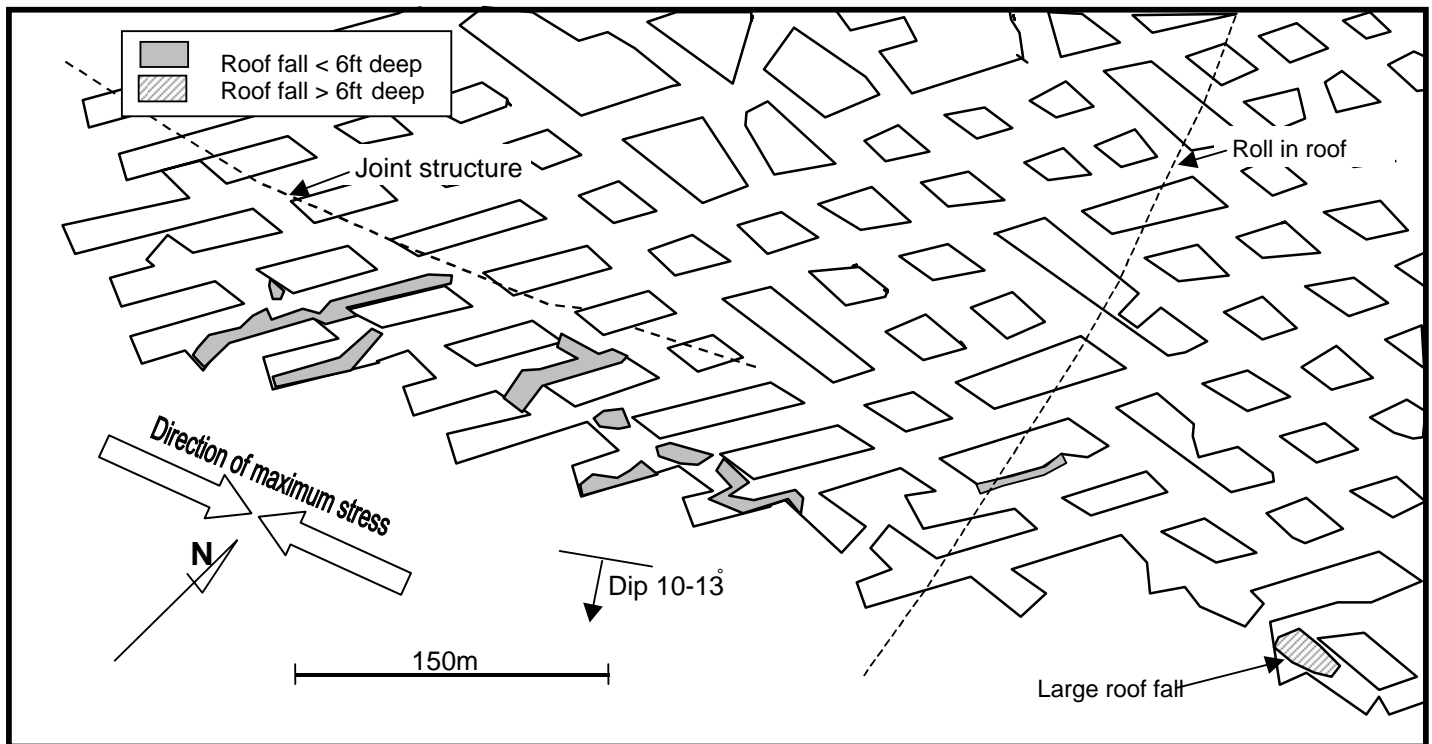 Roof fall < 6ft deep
Roof fall > 6ft deep
Joint structure
Roll in roof
Direction of maximum stress
N
Dip 10-13°
150m
Large roof fall